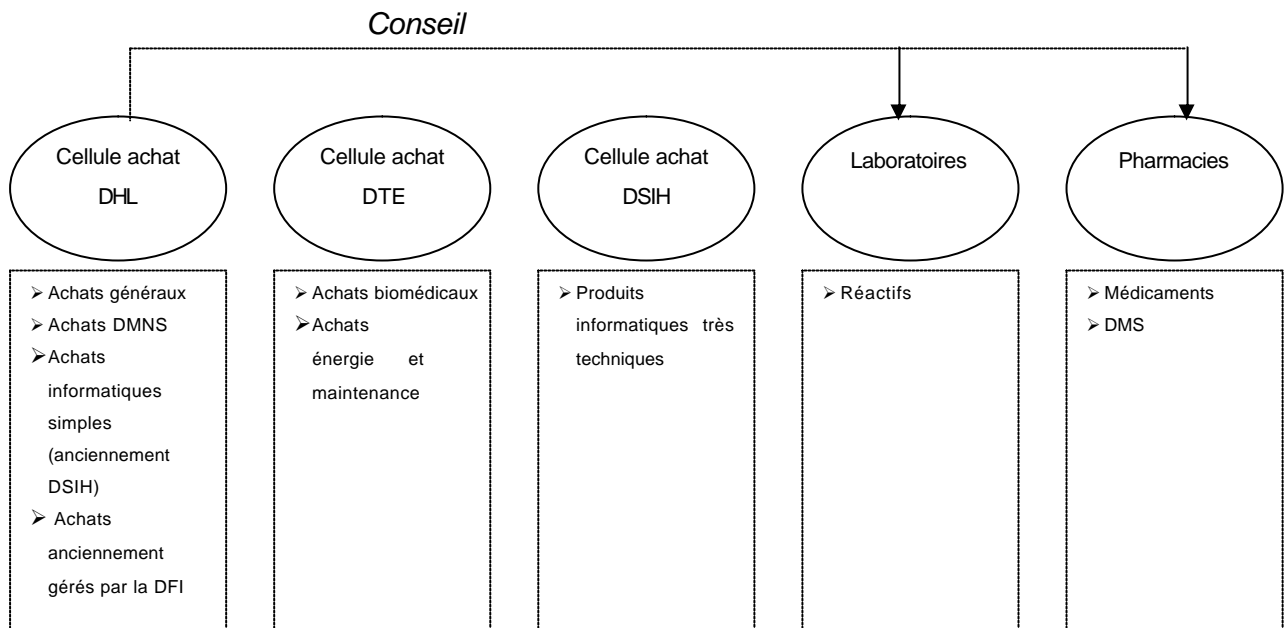 Conseil
Cellule achat
DHL
Cellule achat
DTE
Cellule achat
DSIH
Laboratoires
Pharmacies
➢ Achats généraux
➢ Achats DMNS
➢ Achats
informatiques
simples
(anciennement
DSIH)
➢ Achats
anciennement
gérés par la DFI
➢ Achats biomédicaux
➢ Achats
énergie et
maintenance
➢ Produits
informatiques très
techniques
➢ Réactifs
➢ Médicaments
➢ DMS